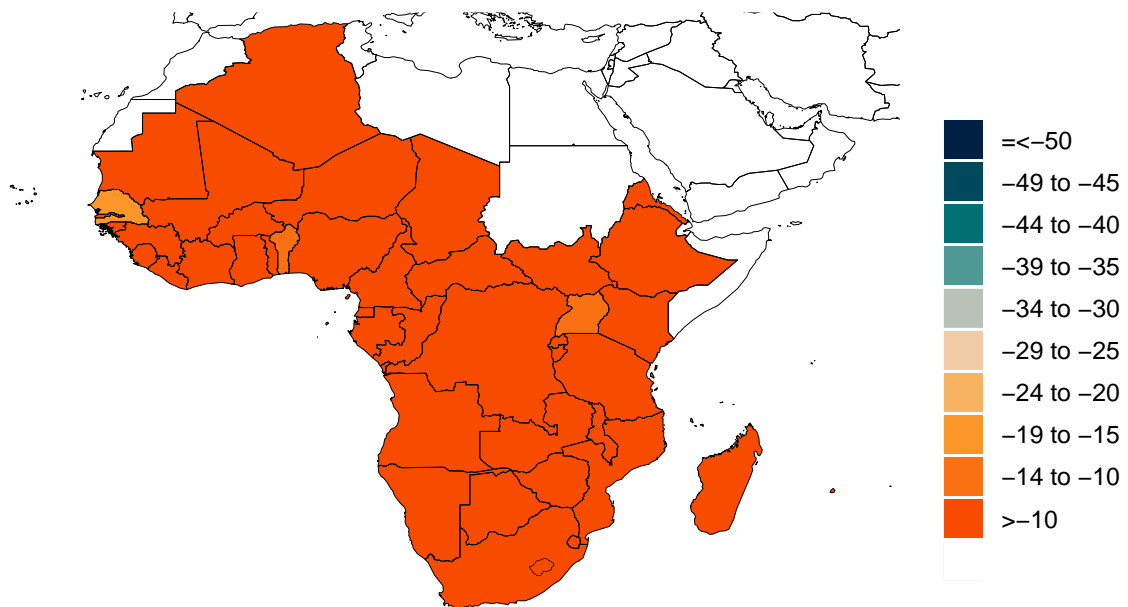 =<−50
−49 to −45
−44 to −40
−39 to −35
−34 to −30
−29 to −25
−24 to −20
−19 to −15
−14 to −10
>−10